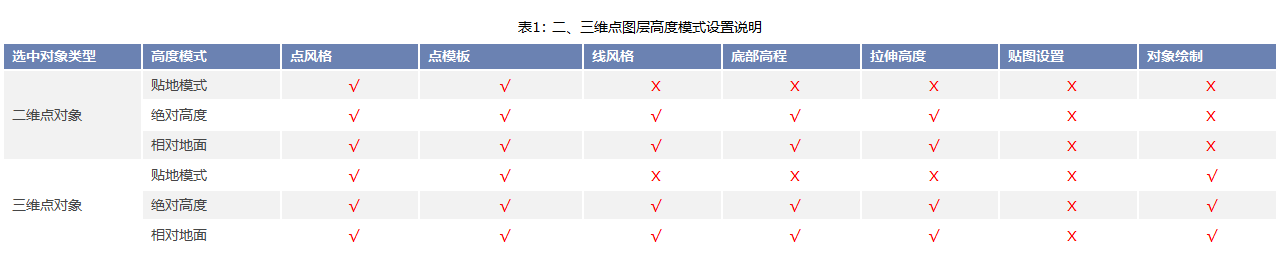 表1：二、三维点图层高度模式设置说明
选中对象类型 高度模式 点风格 点模板 线风格 底部高程 拉伸高度 贴图设置 对象绘制
贴地模式 √ √ X X X X X
二维点对象 绝对高度 √ √ √ √ √ X X
相对地面 √ √ √ √ √ X X
贴地模式 √ √ X X X X √
三维点对象 绝对高度 √ √ √ √ √ X √
相对地面 √ √ √ √ √ X √